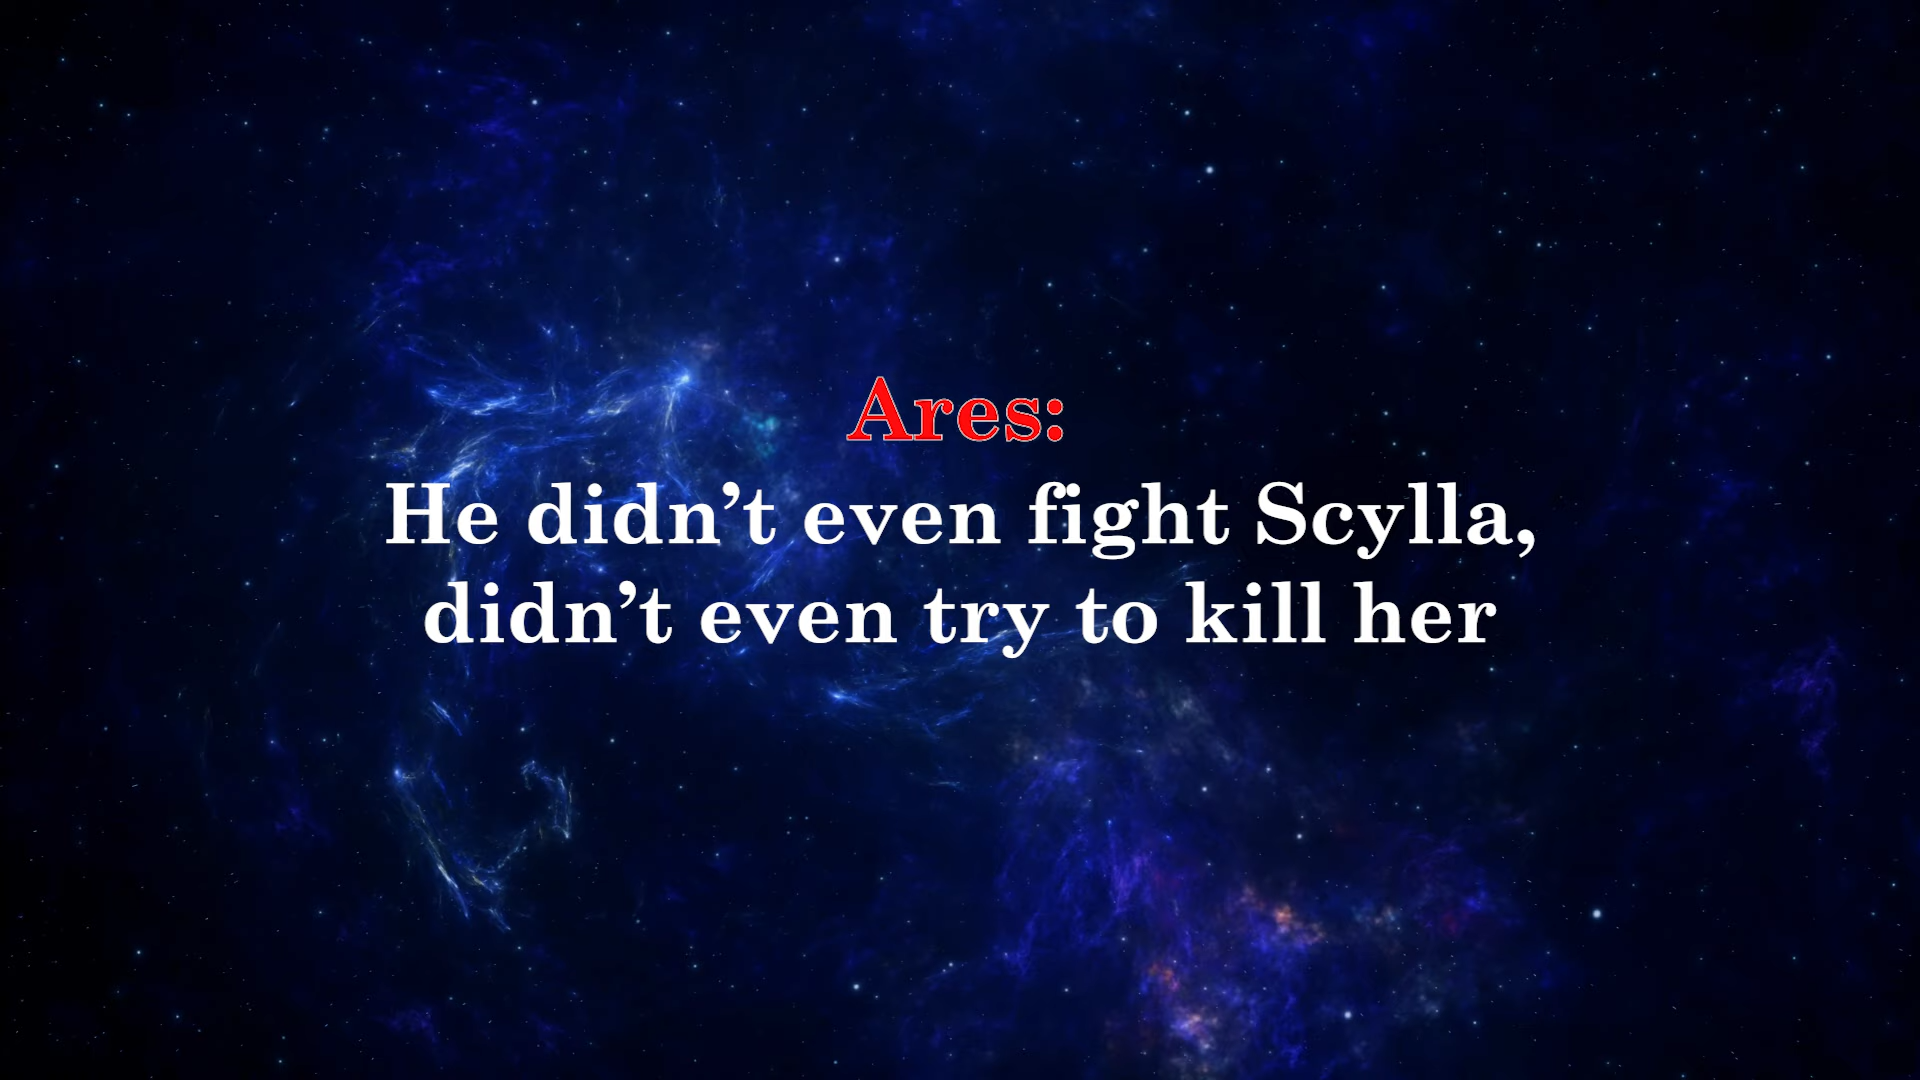 Ares:
He didn’t even fight Scylla,
didn’t even try to kill her